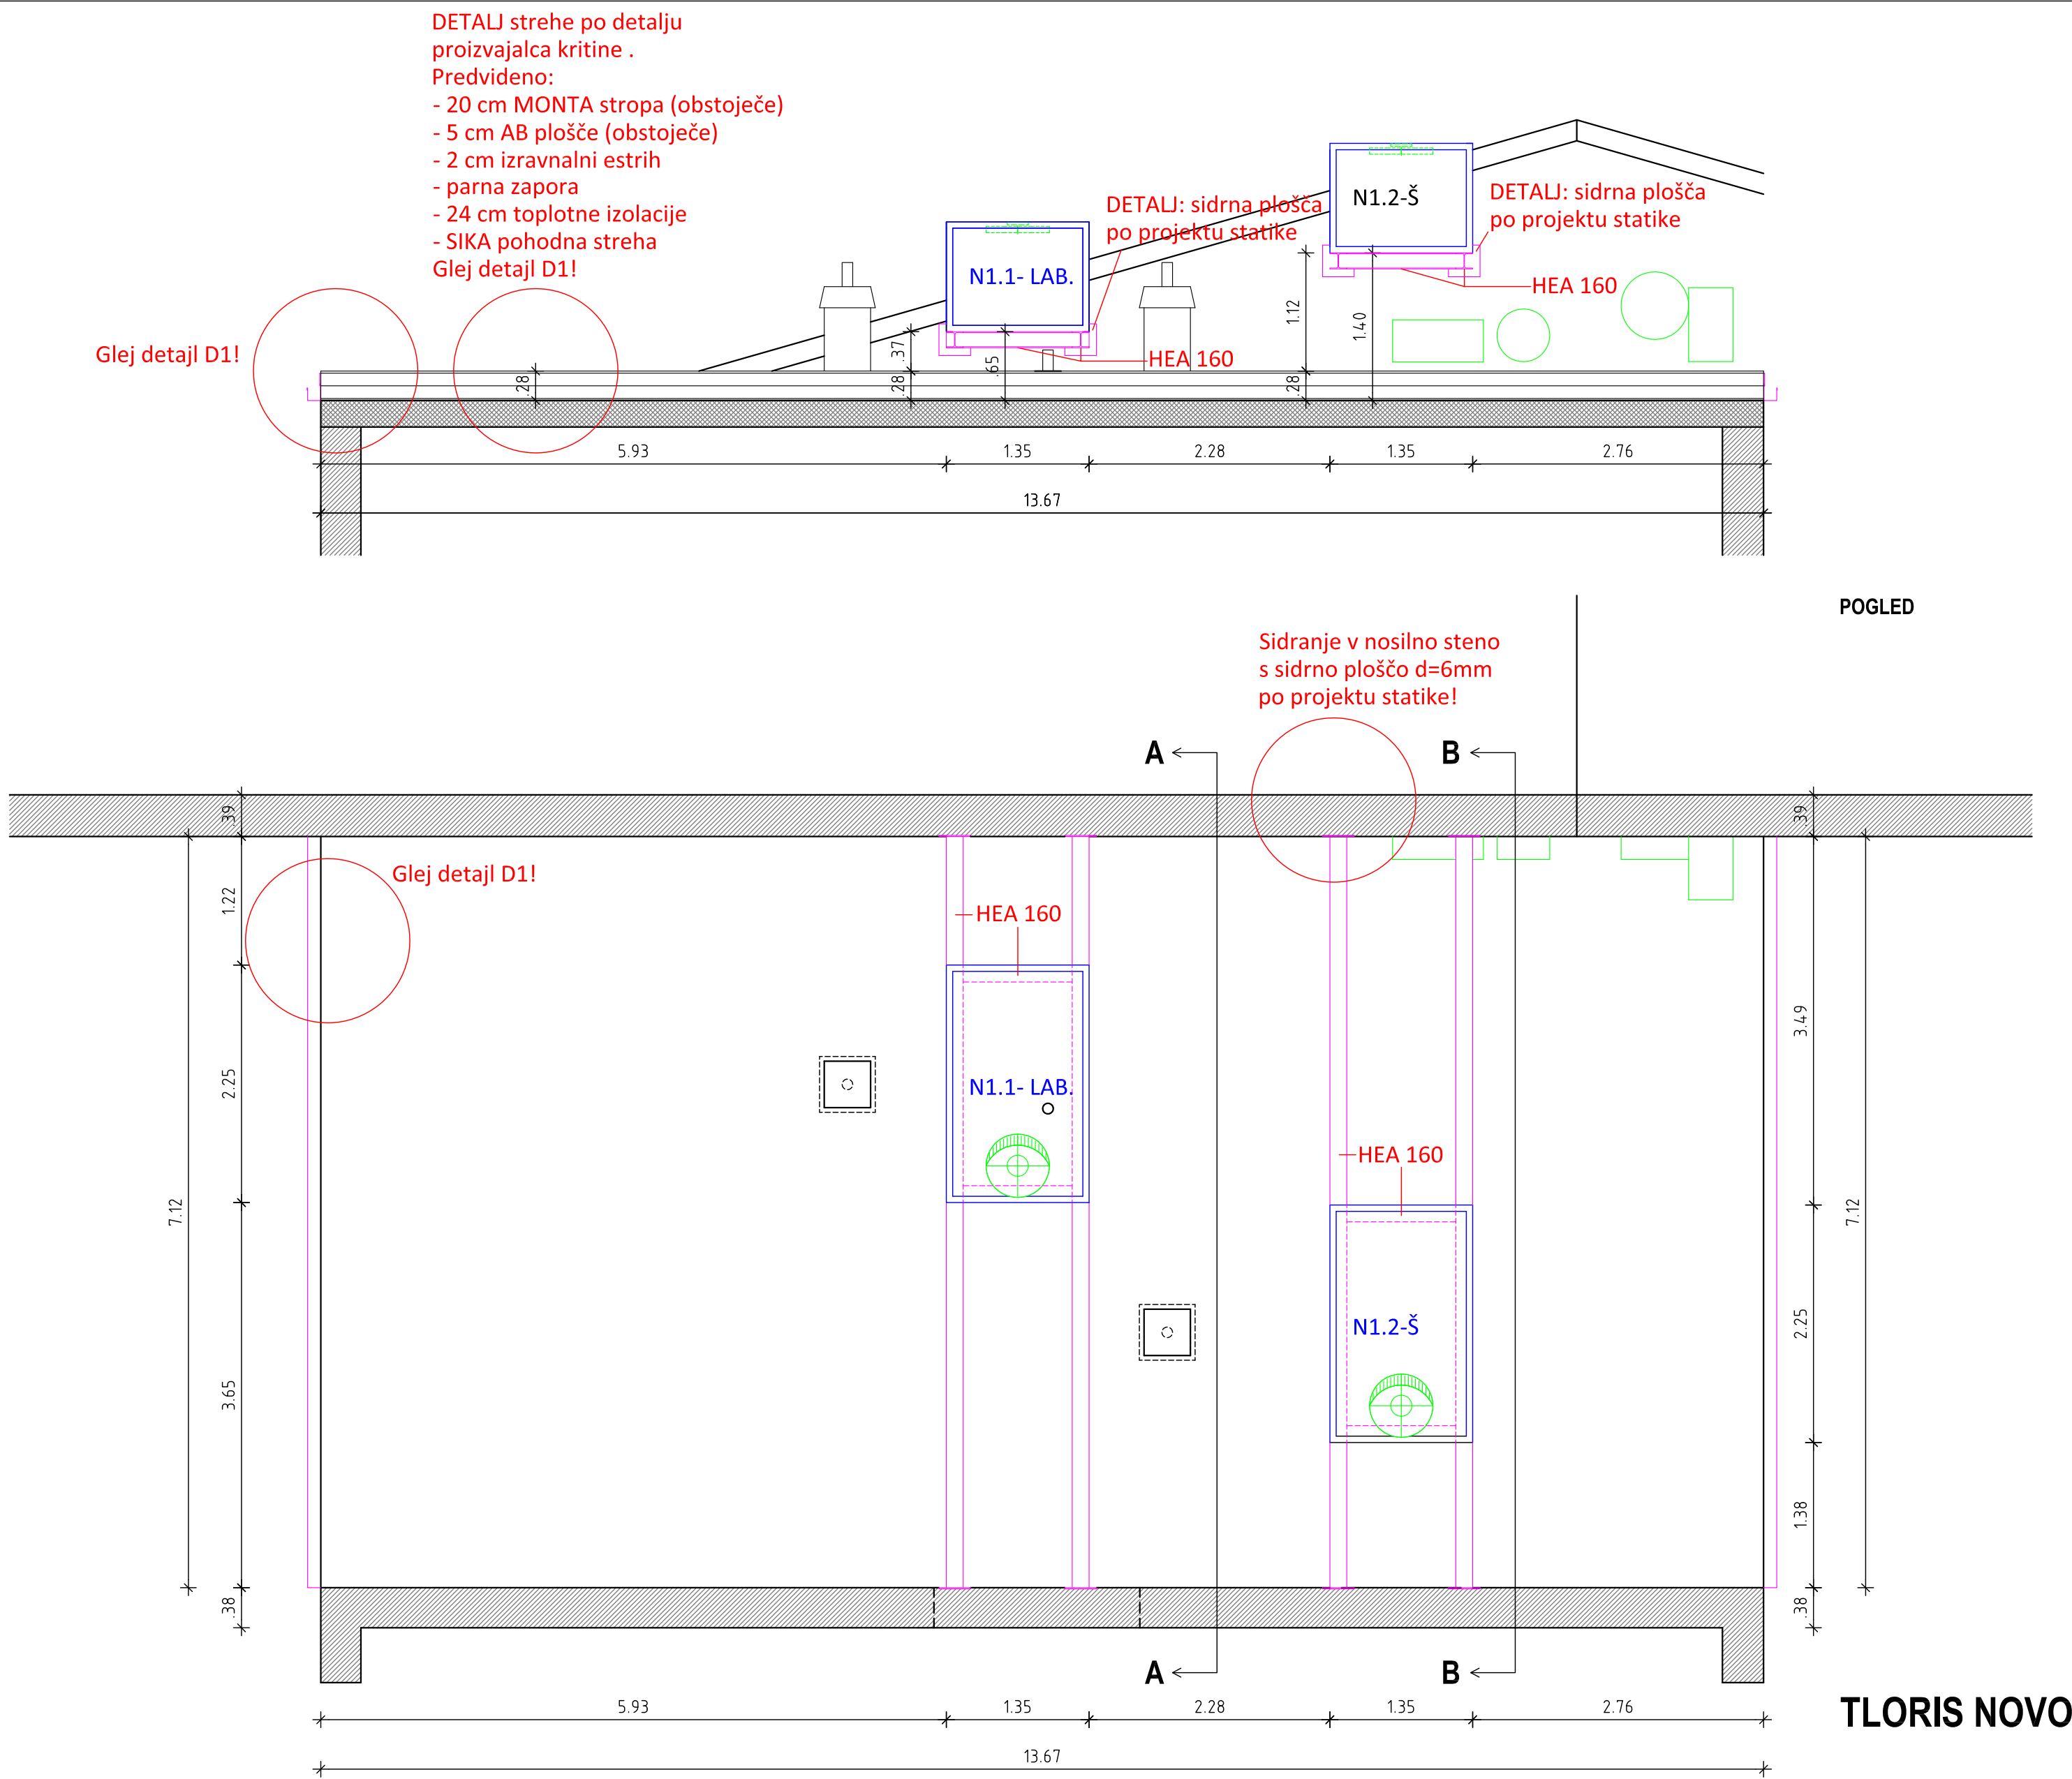 DETALJ strehe po detalju
proizvajalca kritine .
Predvideno:
- 20 cm MONTA stropa (obstoječe)
- 5 cm AB plošče (obstoječe)
- 2 cm izravnalni estrih
- parna zapora
- 24 cm toplotne izolacije
- SIKA pohodna streha
Glej detajl D1!
Glej detajl D1!
DETALJ: sidrna plošča
po projektu statike
DETALJ: sidrna plošča
po projektu statike
N1.2-Š
N1.1- LAB.
HEA 160
HEA 160
1.12
1.40
.37
.65
.28
.28
.28
5.93
1.35
2.28
1.35
2.76
13.67
POGLED
Sidranje v nosilno steno
s sidrno ploščo d=6mm
po projektu statike!
A
B
.39
.39
Glej detajl D1!
1.22
HEA 160
3.49
2.25
N1.1- LAB.
HEA 160
7.12
7.12
N1.2-Š
2.25
3.65
1.38
.38
.38
A
B
5.93
1.35
2.28
1.35
2.76
TLORIS NOVO
13.67